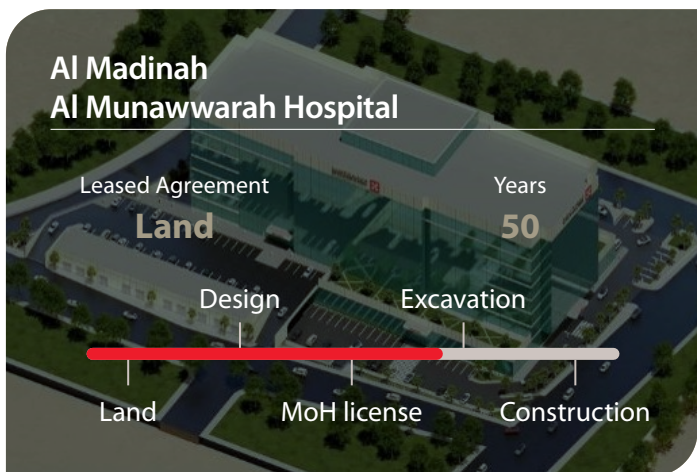 Al Madinah
Al Munawwarah Hospital
Leased Agreement
Land
Years
50
Design
Excavation
Land
MoH license
Construction